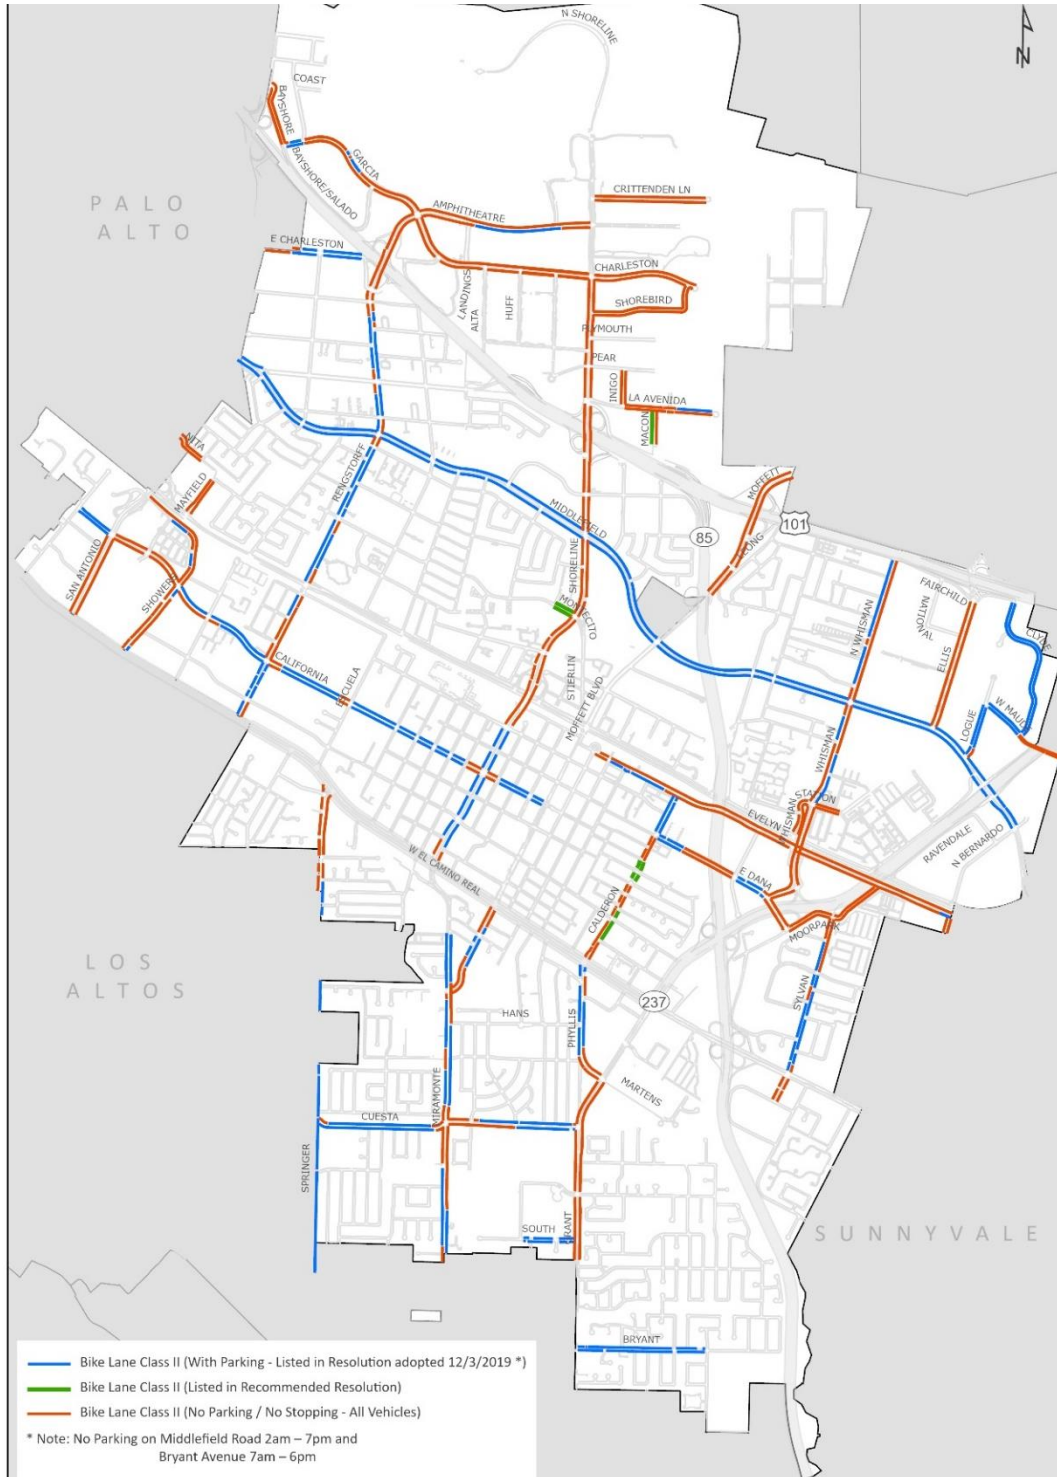 N SHORELINE
COAST
BAYSHORE
GARCIA
BAYSHORE/SALADO
PALO
ALTO
CRITTENDEN LN
AMPHITHEATRE
E CHARLESTON
CHARLESTON
LANDINGS
ALTA
HUFF
SHOREBIRD
PLYMOUTH
PEAR
INIGO
LA AVENIDA
MACON
NITA
MAYFIELD
RENGSTORFF
MIDDLEFIELD
MOFFETT
101
85
LEONG
SAN ANTONIO
SHOWERS
SHORELINE
MONTECITO
FAIRCHILD
NATIONAL
CLYDE
N WHISMAN
ELLIS
CALIFORNIA
ESCUELA
STIERLIN
MOFFETT BLVD
W MAUDE
LOGUE
WHISMAN
STATION
WHISMAN
EVELYN
RAVENDALE
N BERNARDO
W EL CAMINO REAL
E DANA
CALDERON
MOORPARK
LOS
ALTOS
SYLVAN
237
HANS
PHYLLIS
MARTENS
MIRAMONTE
CUESTA
SPRINGER
SOUTH
GRANT
SUNNYVALE
BRYANT
Bike Lane Class II (With Parking - Listed in Resolution adopted 12/3/2019 *)
Bike Lane Class II (Listed in Recommended Resolution)
Bike Lane Class II (No Parking / No Stopping - All Vehicles)
* Note: No Parking on Middlefield Road 2am – 7pm and
Bryant Avenue 7am – 6pm